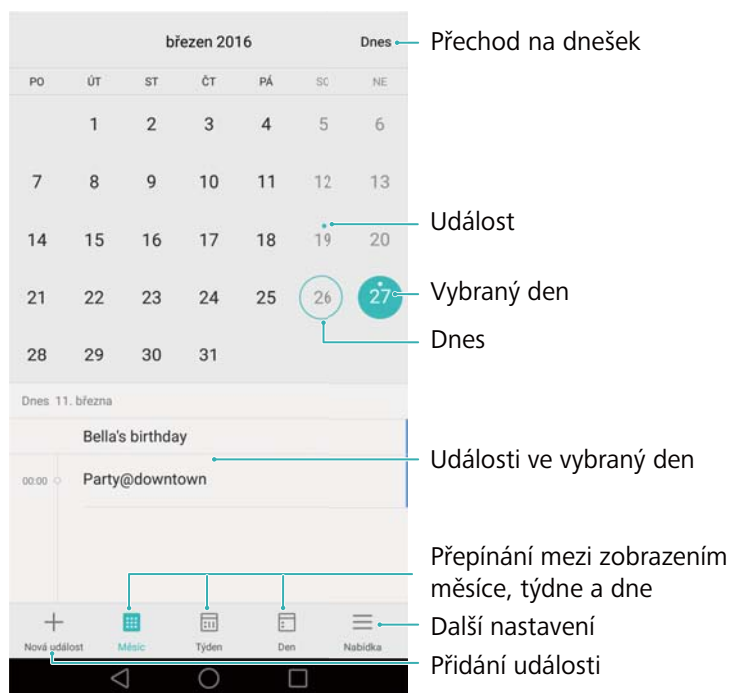 březen 2016 Dnes Přechod na dnešek
PO ÚT ST ČT PÁ SO NE
1 2 3 4 5 6
7 8 9 10 11 12 13
Událost
14 15 16 17 18 19 20
21 22 23 24 25 26 27 Vybraný den
Dnes
28 29 30 31
Dnes 11. března
Bella's birthday
Události ve vybraný den
00:00 Party@downtown
Přepínání mezi zobrazením
měsíce, týdne a dne
Další nastavení
Nová událost Měsíc Týden Den Nabídka
Přidání události